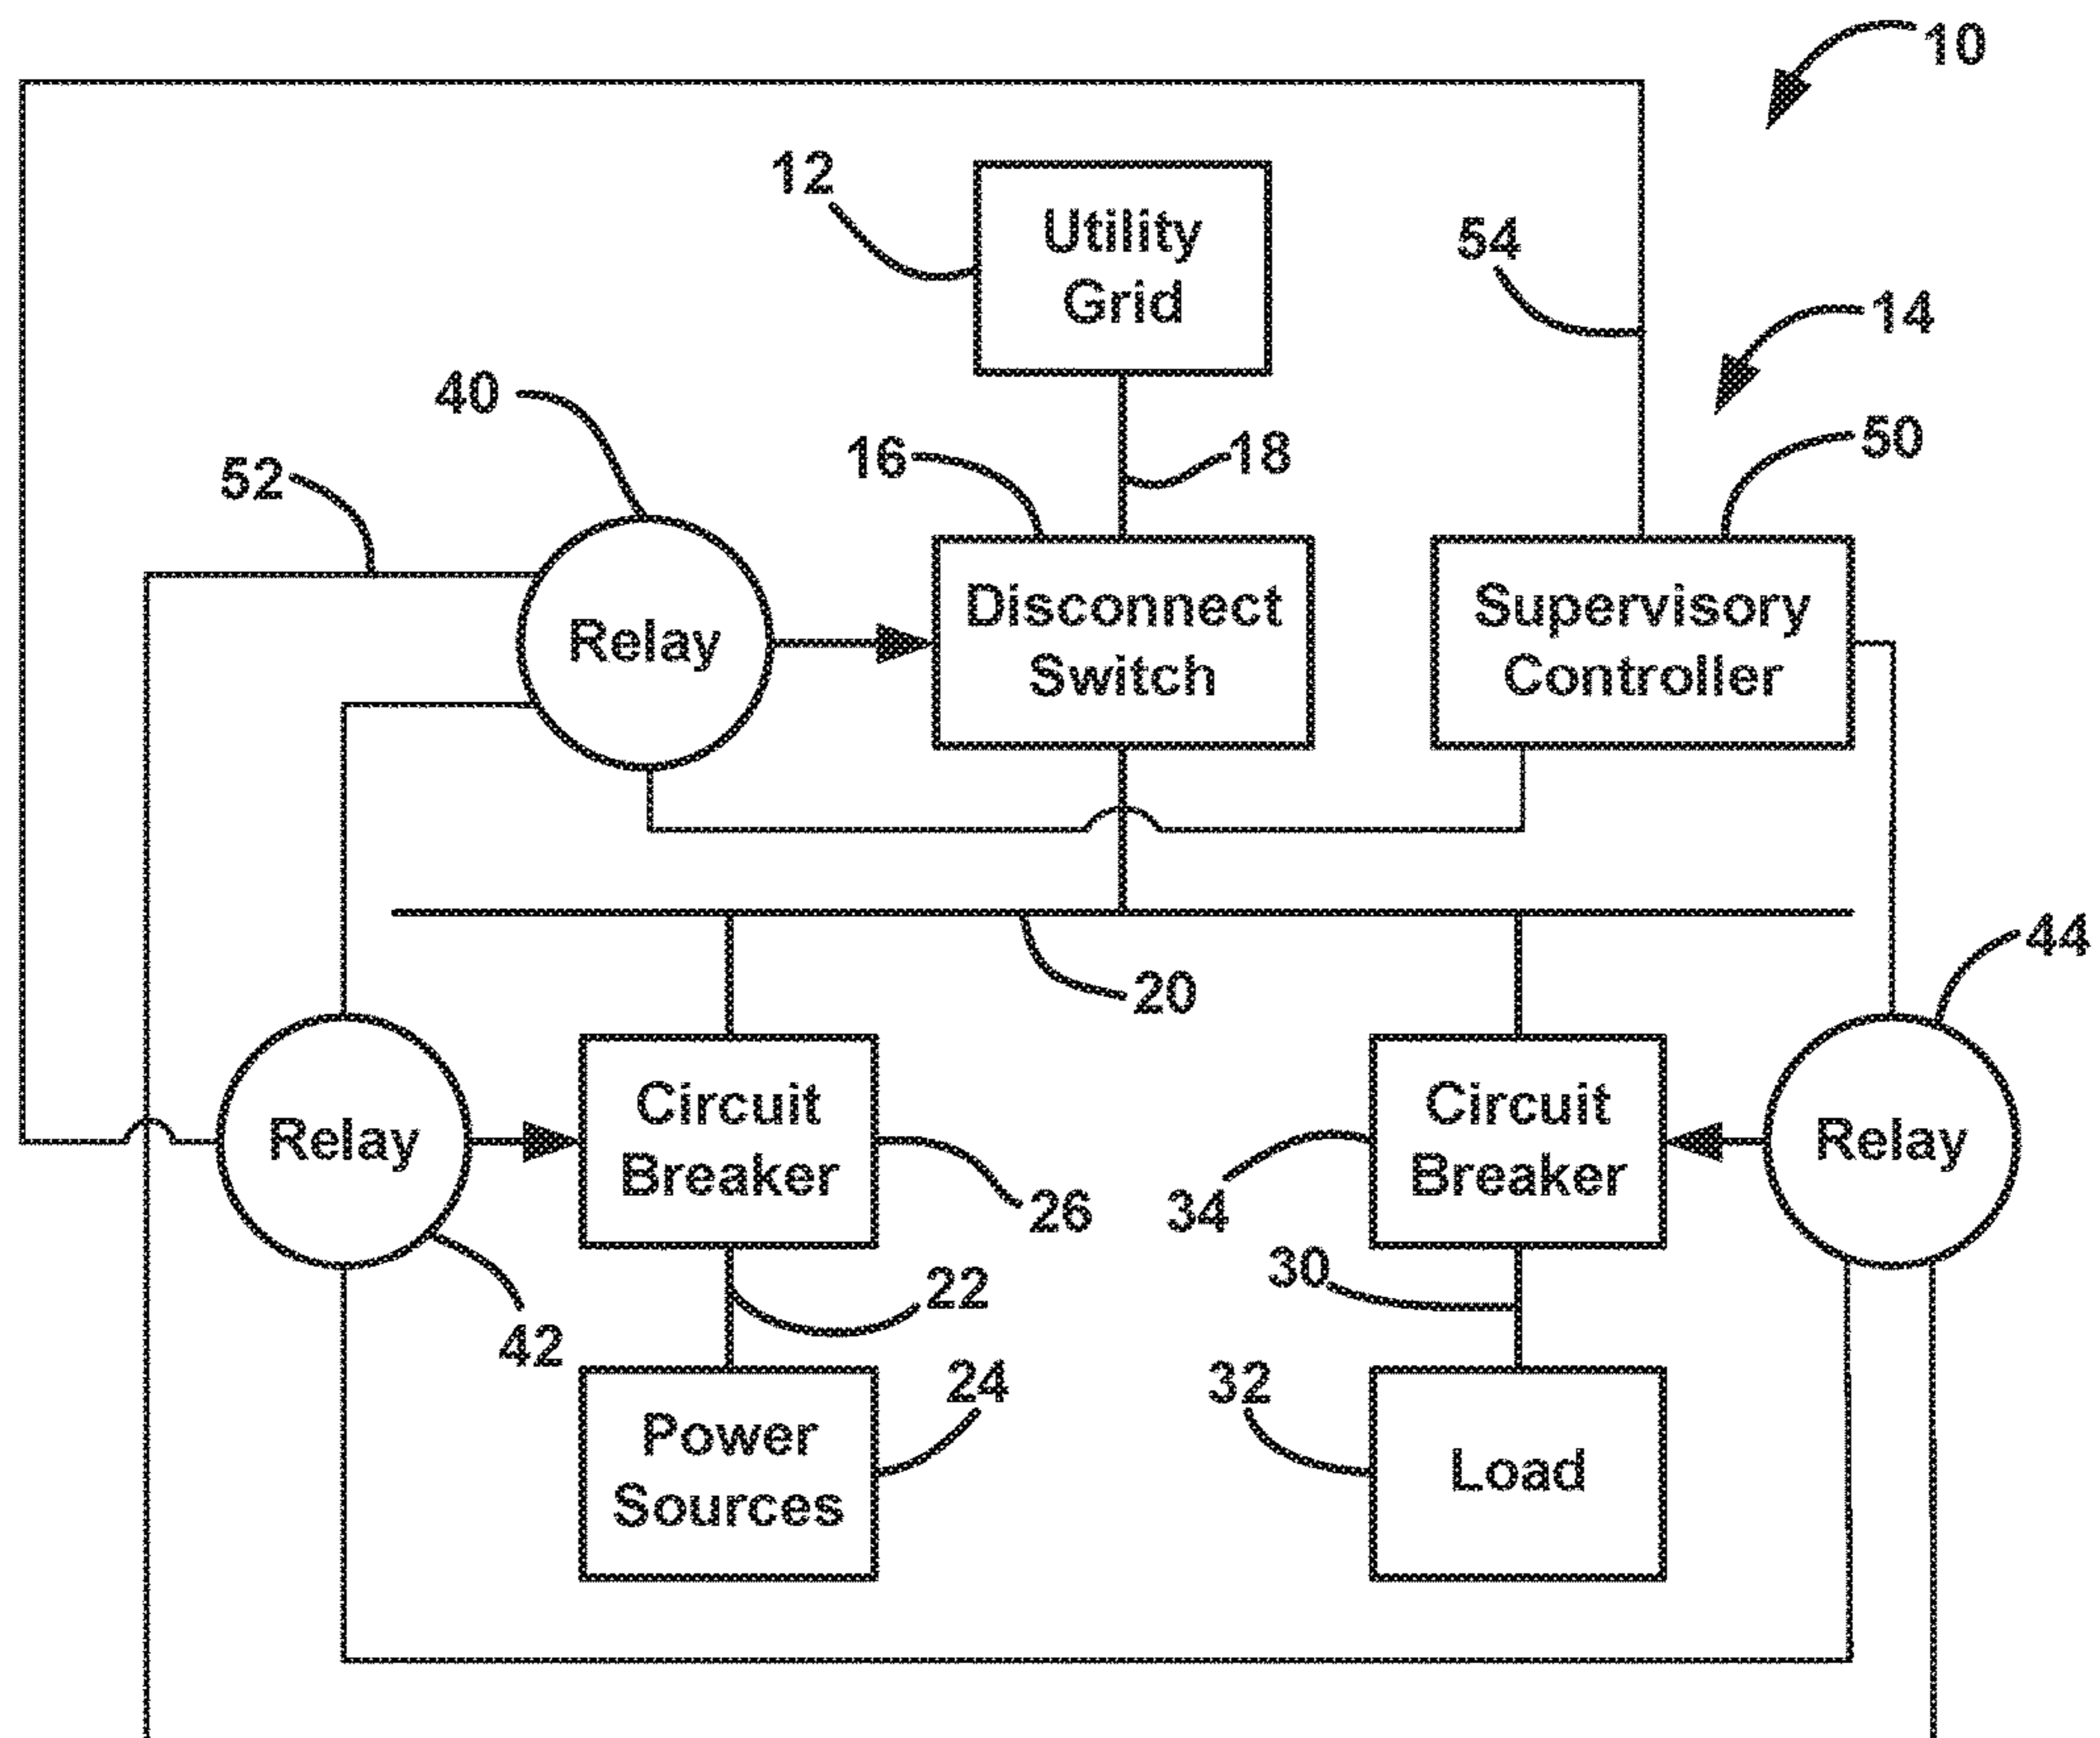 10
12
Utility
Grid
54
14
40
16
18
50
52
Relay
Disconnect
Switch
Supervisory
Controller
44
20
Relay
Circuit
Breaker
Circuit
Breaker
Relay
26
34
22
30
42
24
32
Power
Sources
Load